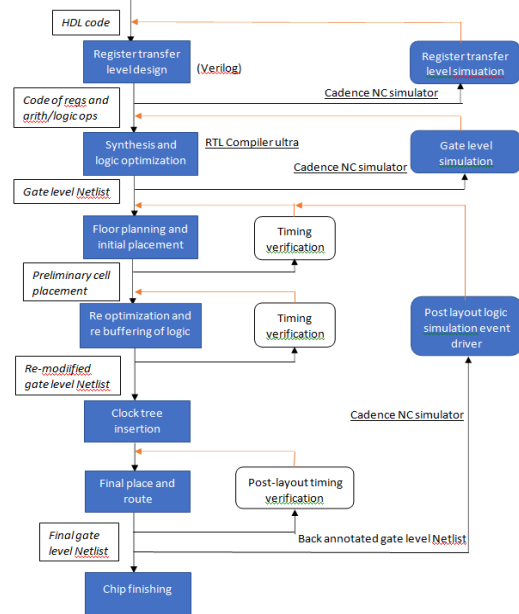 HDL code
Register transfer
level design
(Verilog)
Register transfer
level simuation
Cadence NC simulator
Code of regs and
arith/logic ops
Synthesis and
logic optimization
RTL Compiler ultra
Gate level
simulation
Cadence NC simulator
Gate level Netlist
Floor planning and
initial placement
Timing
verification
Preliminary cell
placement
Re optimization and
re buffering of logic
Timing
verification
Post layout logic
simulation event
driver
Re-modiified
gate level Netlist
Clock tree
insertion
Cadence NC simulator
Final place and
route
Post-layout timing
verification
Final gate
level Netlist
Back annotated gate level Netlist
Chip finishing